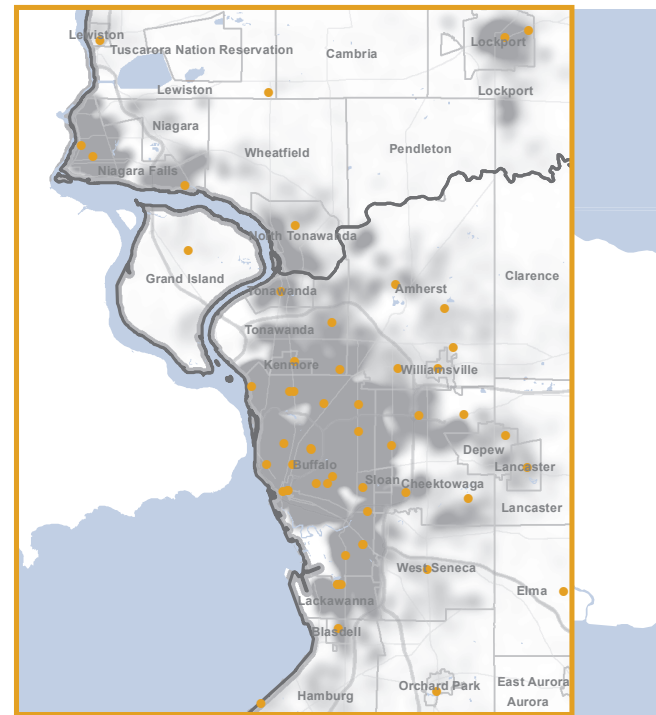 Lewiston
Tuscarora Nation Reservation
Cambria
Lockport
Lewiston
Lockport
Niagara
Wheatfield
Pendleton
Niagara Falls
North Tonawanda
Grand Island
Clarence
Tonawanda
Amherst
Tonawanda
Kenmore
Williamsville
Depew
Buffalo
Lancaster
Sloan
Cheektowaga
Lancaster
West Seneca
Elma
Lackawanna
Blasdell
Orchard Park
East Aurora
Hamburg
Aurora